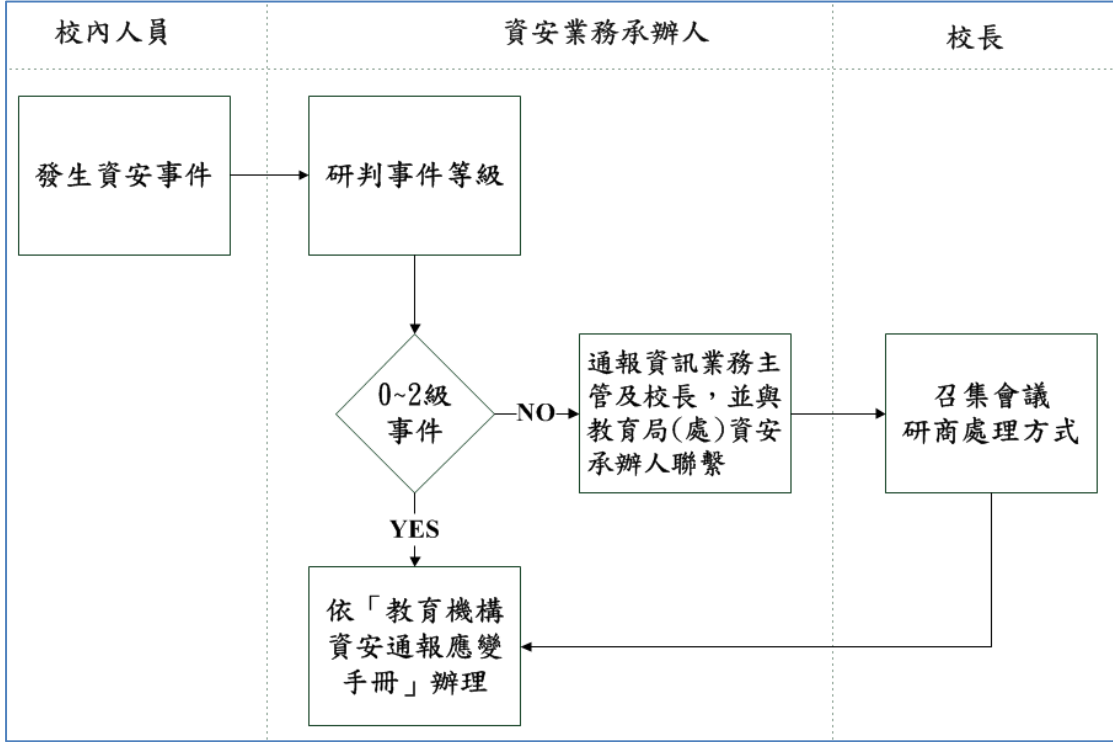 校內人員
資安業務承辦人
校長
發生資安事件
研判事件等級
0~2級
事件
NO
通報資訊業務主
管及校長，並與
教育局(處)資安
承辦人聯繫
召集會議
研商處理方式
YES
依「教育機構
資安通報應變
手冊」辦理